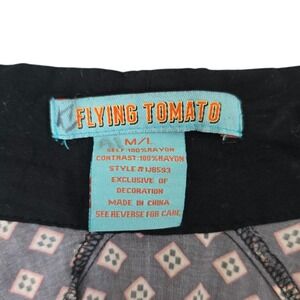 FLYING TOMATO
M/L
SELF:100%RAYON
CONTRAST:100%RAYON
STYLE#:IJ8593
EXCLUSIVE OF
DECORATION
MADE IN CHINA
SEE REVERSE FOR CARE